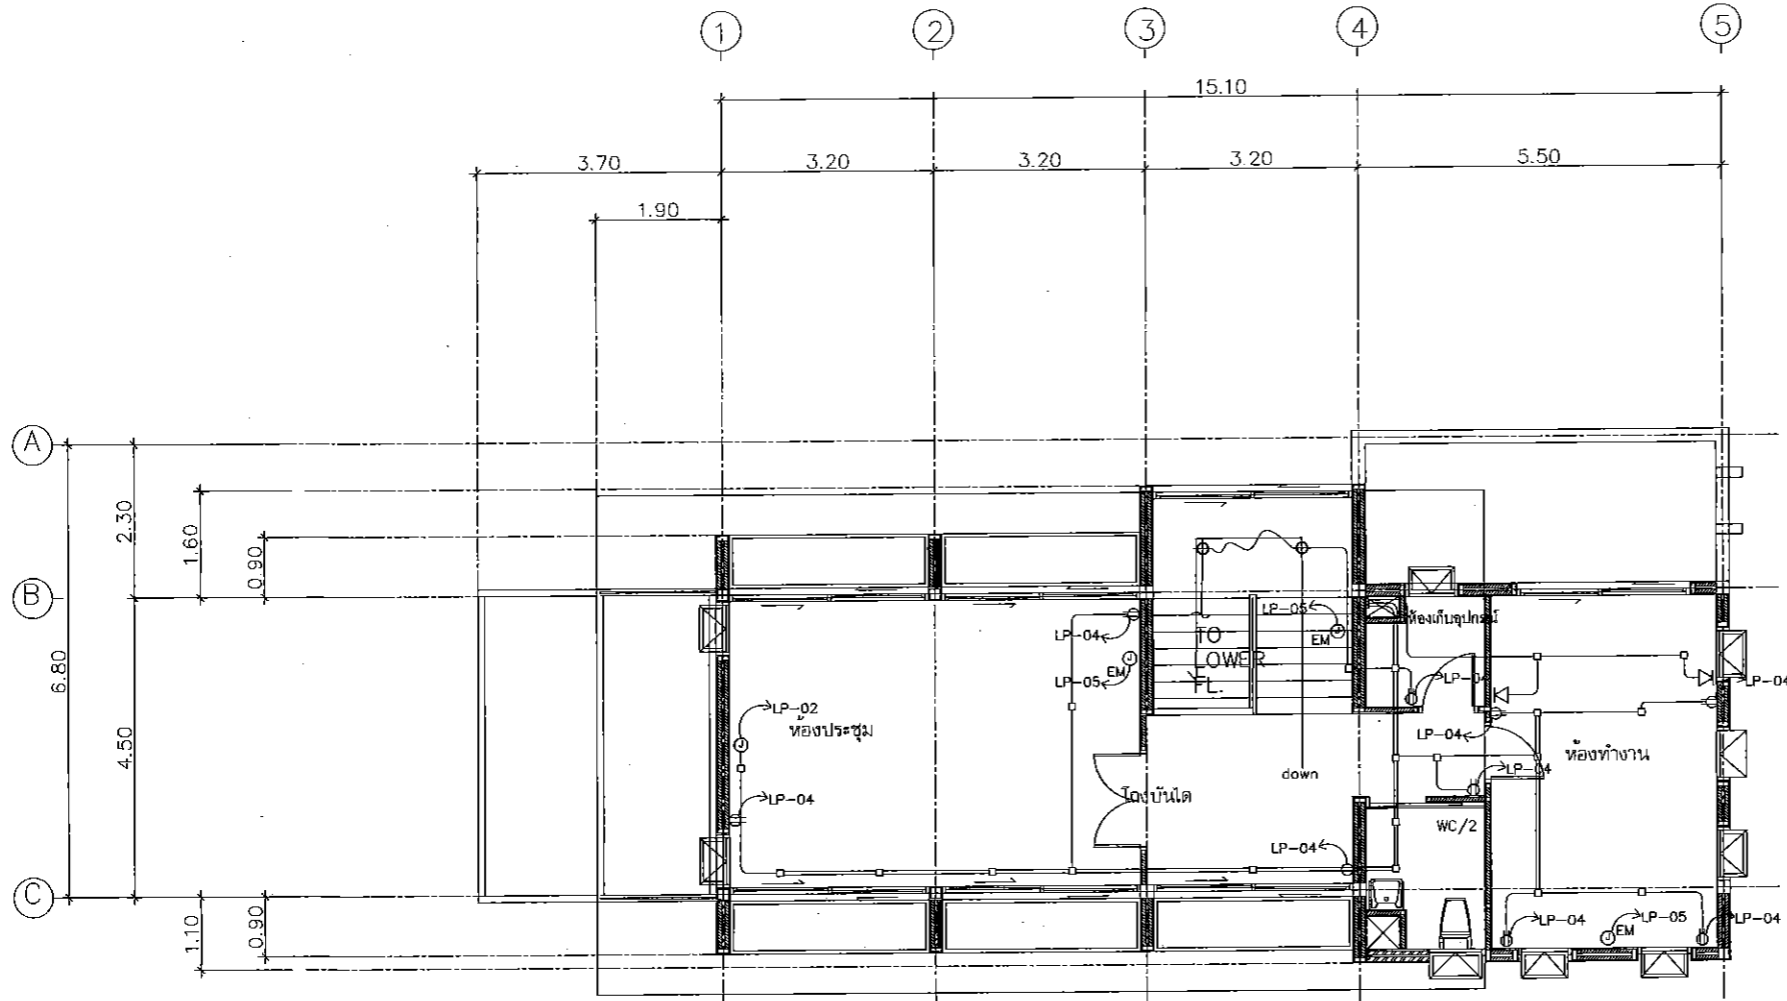 1 2 3 4 5
15.10
3.70 3.20 3.20 3.20 5.50
1.90
A
B
C
2.30
1.60
0.90
6.80
4.50
1.10
0.90
LP-04
EM
LP-05
LP-02
ห้องประชุม
LP-04
TO
LOWER
FL.
LP-05
EM
ห้องเก็บอุปกรณ์
LP-04
LP-04
LP-04
LP-04
ห้องทำงาน
down
โถงบันได
WC/2
LP-04
LP-04
EM
LP-05
LP-04